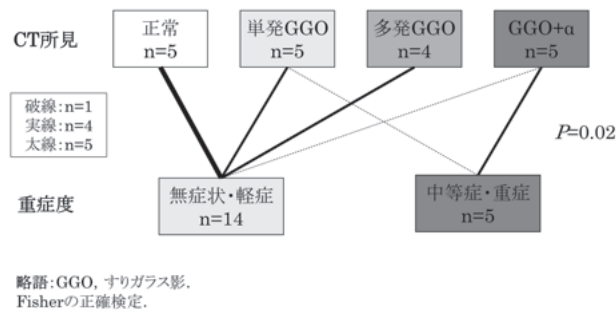 CT所見
正常
n=5
単発GGO
n=5
多発GGO
n=4
GGO+α
n=5
破線:n=1
実線:n=4
太線:n=5
P=0.02
重症度
無症状・軽症
n=14
中等症・重症
n=5
略語:GGO, すりガラス影.
Fisherの正確検定.